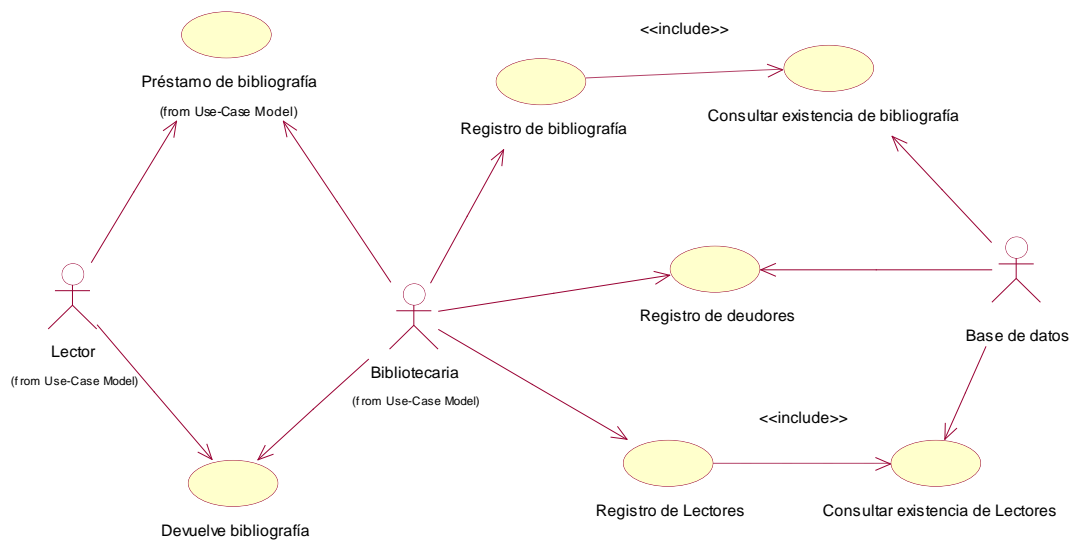 <<include>>
Préstamo de bibliografía
(from Use-Case Model)
Registro de bibliografía
Consultar existencia de bibliografía
Registro de deudores
Base de datos
Lector
(from Use-Case Model)
Bibliotecaria
(from Use-Case Model)
<<include>>
Registro de Lectores
Consultar existencia de Lectores
Devuelve bibliografía